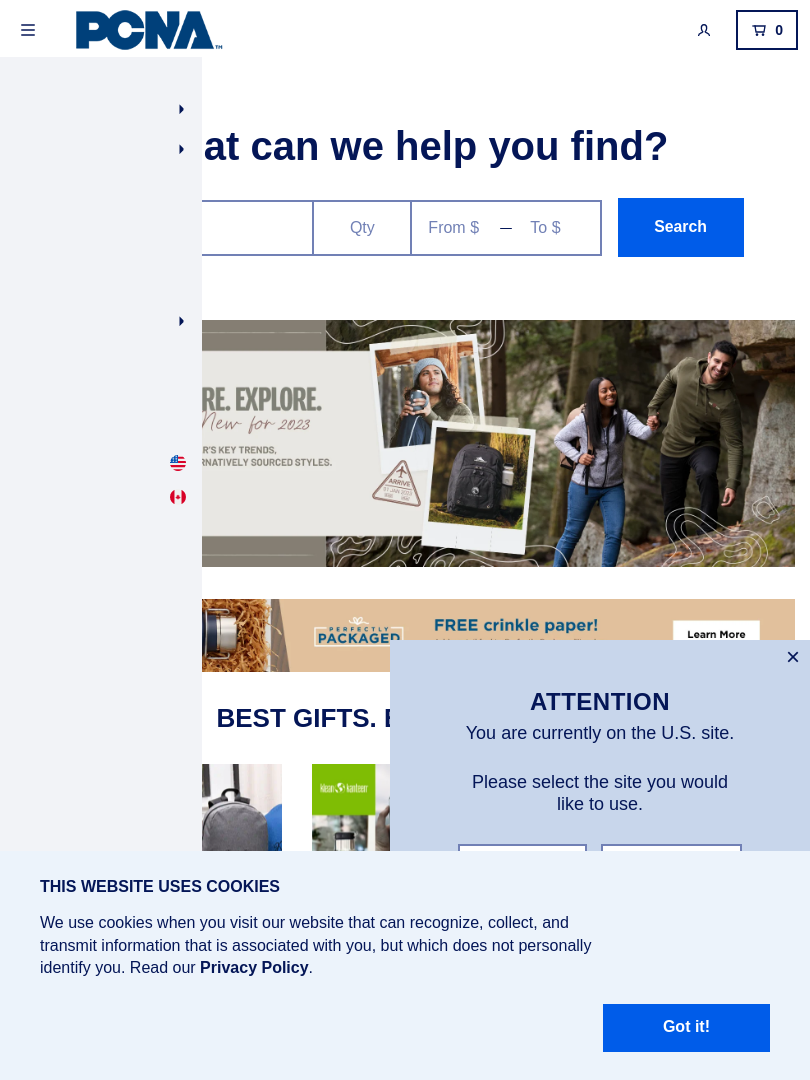 PCNA™
0
at can we help you find?
Qty
From $ — To $
Search
RE. EXPLORE.
New for 2023
ER'S KEY TRENDS,
RNATIVELY SOURCED STYLES.
ARRIVE
PERFECTLY
PACKAGED
FREE crinkle paper!
Learn More
BEST GIFTS.
klean kanteen
×
ATTENTION
You are currently on the U.S. site.
Please select the site you would
like to use.
THIS WEBSITE USES COOKIES
We use cookies when you visit our website that can recognize, collect, and
transmit information that is associated with you, but which does not personally
identify you. Read our Privacy Policy.
Got it!